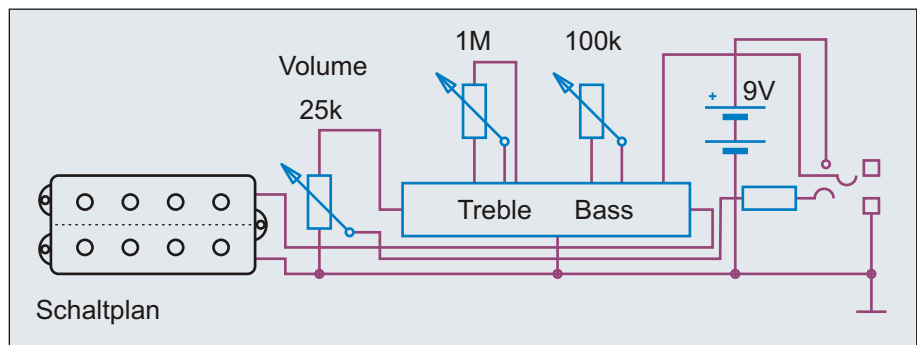 1M
100k
Volume
25k
+
9V
Treble
Bass
Schaltplan